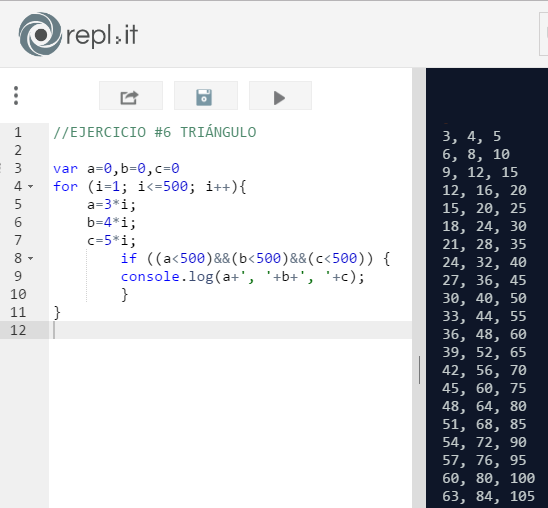 repl.it
1 //EJERCICIO #6 TRIÁNGULO
2
3 var a=0,b=0,c=0
4 for (i=1; i<=500; i++){
5 a=3*i;
6 b=4*i;
7 c=5*i;
8 if ((a<500)&&(b<500)&&(c<500)) {
9 console.log(a+', '+b+', '+c);
10 }
11 }
12
3, 4, 5
6, 8, 10
9, 12, 15
12, 16, 20
15, 20, 25
18, 24, 30
21, 28, 35
24, 32, 40
27, 36, 45
30, 40, 50
33, 44, 55
36, 48, 60
39, 52, 65
42, 56, 70
45, 60, 75
48, 64, 80
51, 68, 85
54, 72, 90
57, 76, 95
60, 80, 100
63, 84, 105